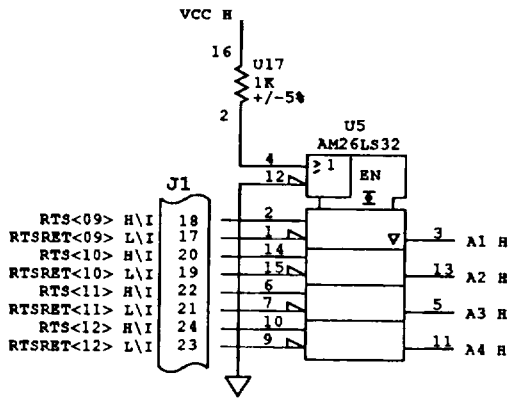 VCC H
16
U17
1K
+/-5%
2
U5
AM26LS32
4
≥1
EN
12
J1
RTS<09> H\I 18 2
RTSRET<09> L\I 17 1
3 A1 H
RTS<10> H\I 20 14
RTSRET<10> L\I 19 15
13 A2 H
RTS<11> H\I 22 6
RTSRET<11> L\I 21 7
5 A3 H
RTS<12> H\I 24 10
RTSRET<12> L\I 23 9
11 A4 H